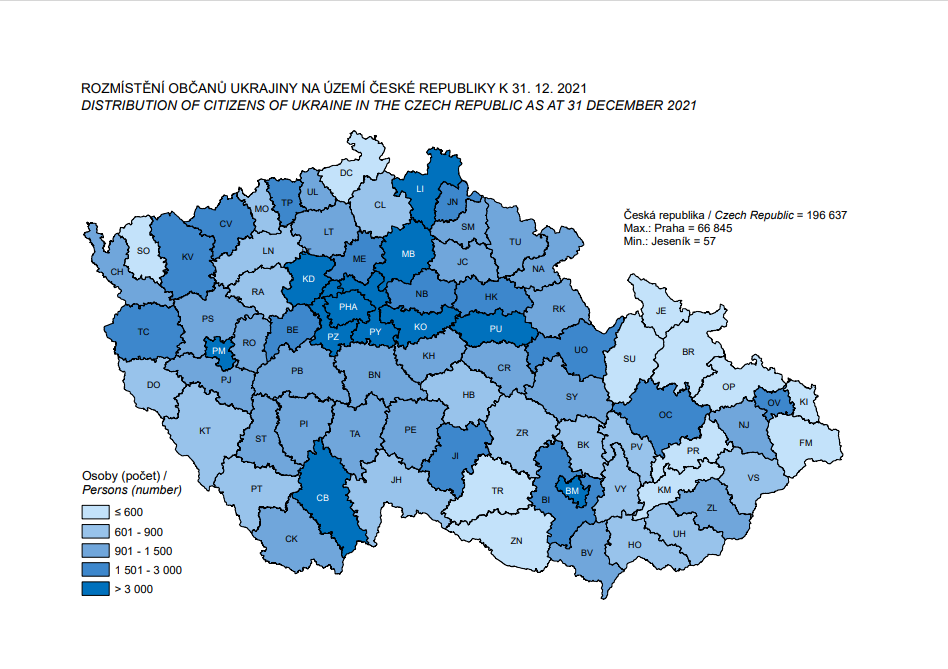 ROZMÍSTĚNÍ OBČANŮ UKRAJINY NA ÚZEMÍ ČESKÉ REPUBLIKY K 31. 12. 2021
DISTRIBUTION OF CITIZENS OF UKRAINE IN THE CZECH REPUBLIC AS AT 31 DECEMBER 2021
Česká republika / Czech Republic = 196 637
Max.: Praha = 66 845
Min.: Jeseník = 57
DC
LI
UL
TP
MO
CL
JN
CV
LT
SM
SO
KV
LN
ME
MB
JC
TU
CH
NA
KD
RA
NB
HK
PHA
RK
JE
PS
TC
BE
PZ
PY
KO
PU
PM
RO
UO
SU
BR
KH
CR
PB
BN
DO
PJ
OP
HB
SY
OV
KI
OC
KT
ST
PI
TA
PE
ZR
BK
PV
NJ
FM
PR
JI
PT
CB
JH
TR
BI
BM
VY
KM
VS
ZL
CK
ZN
BV
HO
UH
Osoby (počet) /
Persons (number)
≤ 600
601 - 900
901 - 1 500
1 501 - 3 000
> 3 000